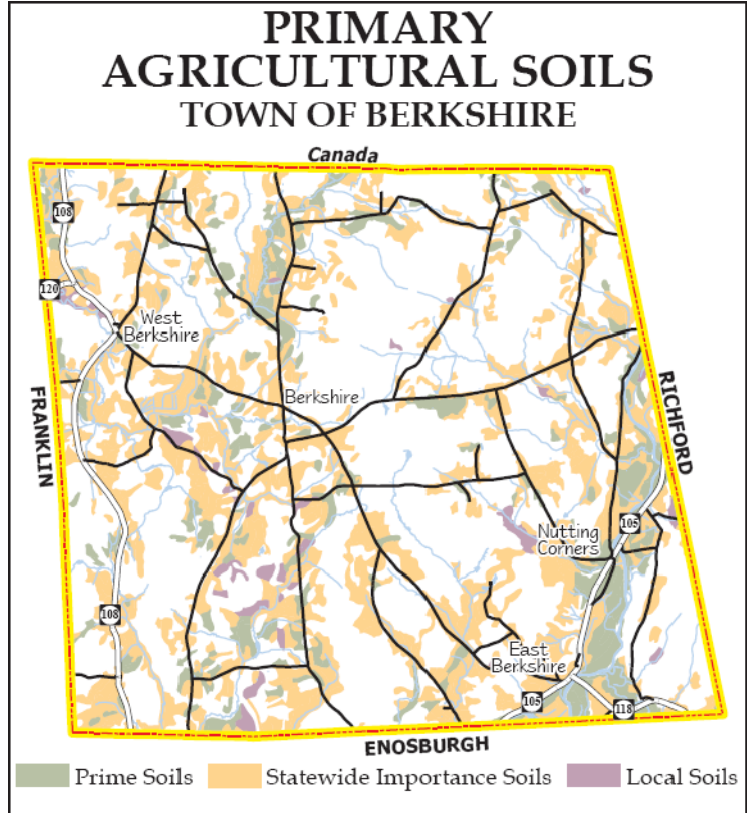 PRIMARY
AGRICULTURAL SOILS
TOWN OF BERKSHIRE
Canada
108
120
West
Berkshire
Berkshire
FRANKLIN
RICHFORD
105
Nutting
Corners
108
East
Berkshire
105
118
ENOSBURGH
Prime Soils
Statewide Importance Soils
Local Soils